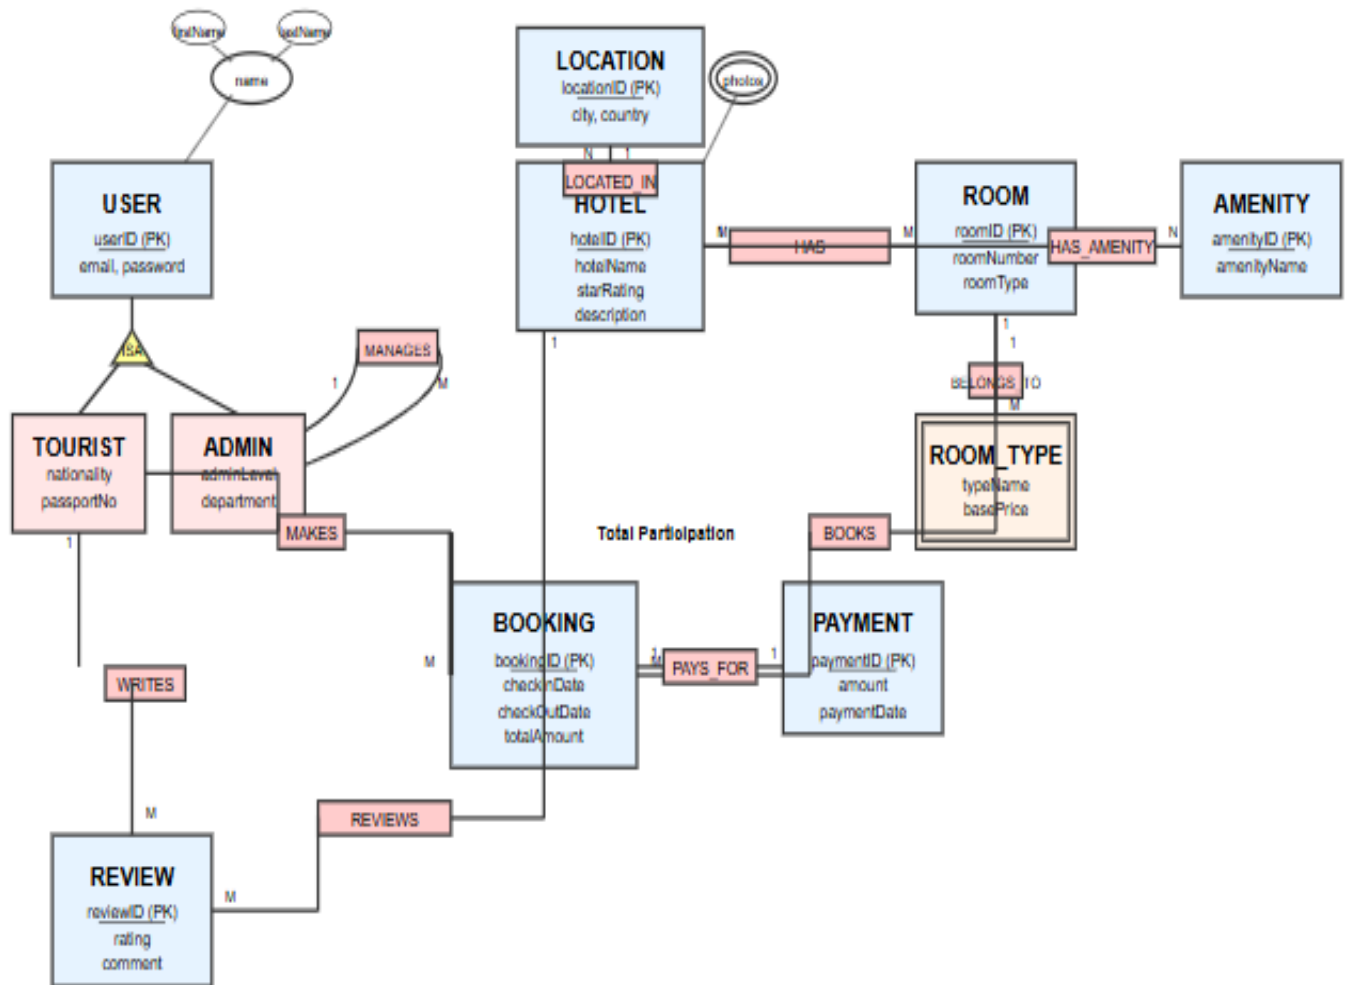 name
photos
LOCATION
locationID (PK)
city, country
N 1
LOCATED_IN
USER
userID (PK)
email, password
HOTEL
hotelID (PK)
hotelName
starRating
description
HAS
M
ROOM
roomID (PK)
roomNumber
roomType
HAS_AMENITY
N
AMENITY
amenityID (PK)
amenityName
ISA
MANAGES
1
M
1
1
1
BELONGS_TO
M
TOURIST
nationality
passportNo
1
ADMIN
adminLevel
department
MAKES
ROOM_TYPE
typeName
basePrice
Total Participation
BOOKS
M
BOOKING
bookingID (PK)
checkInDate
checkOutDate
totalAmount
PAYS_FOR
1
PAYMENT
paymentID (PK)
amount
paymentDate
WRITES
M
REVIEWS
M
REVIEW
reviewID (PK)
rating
comment